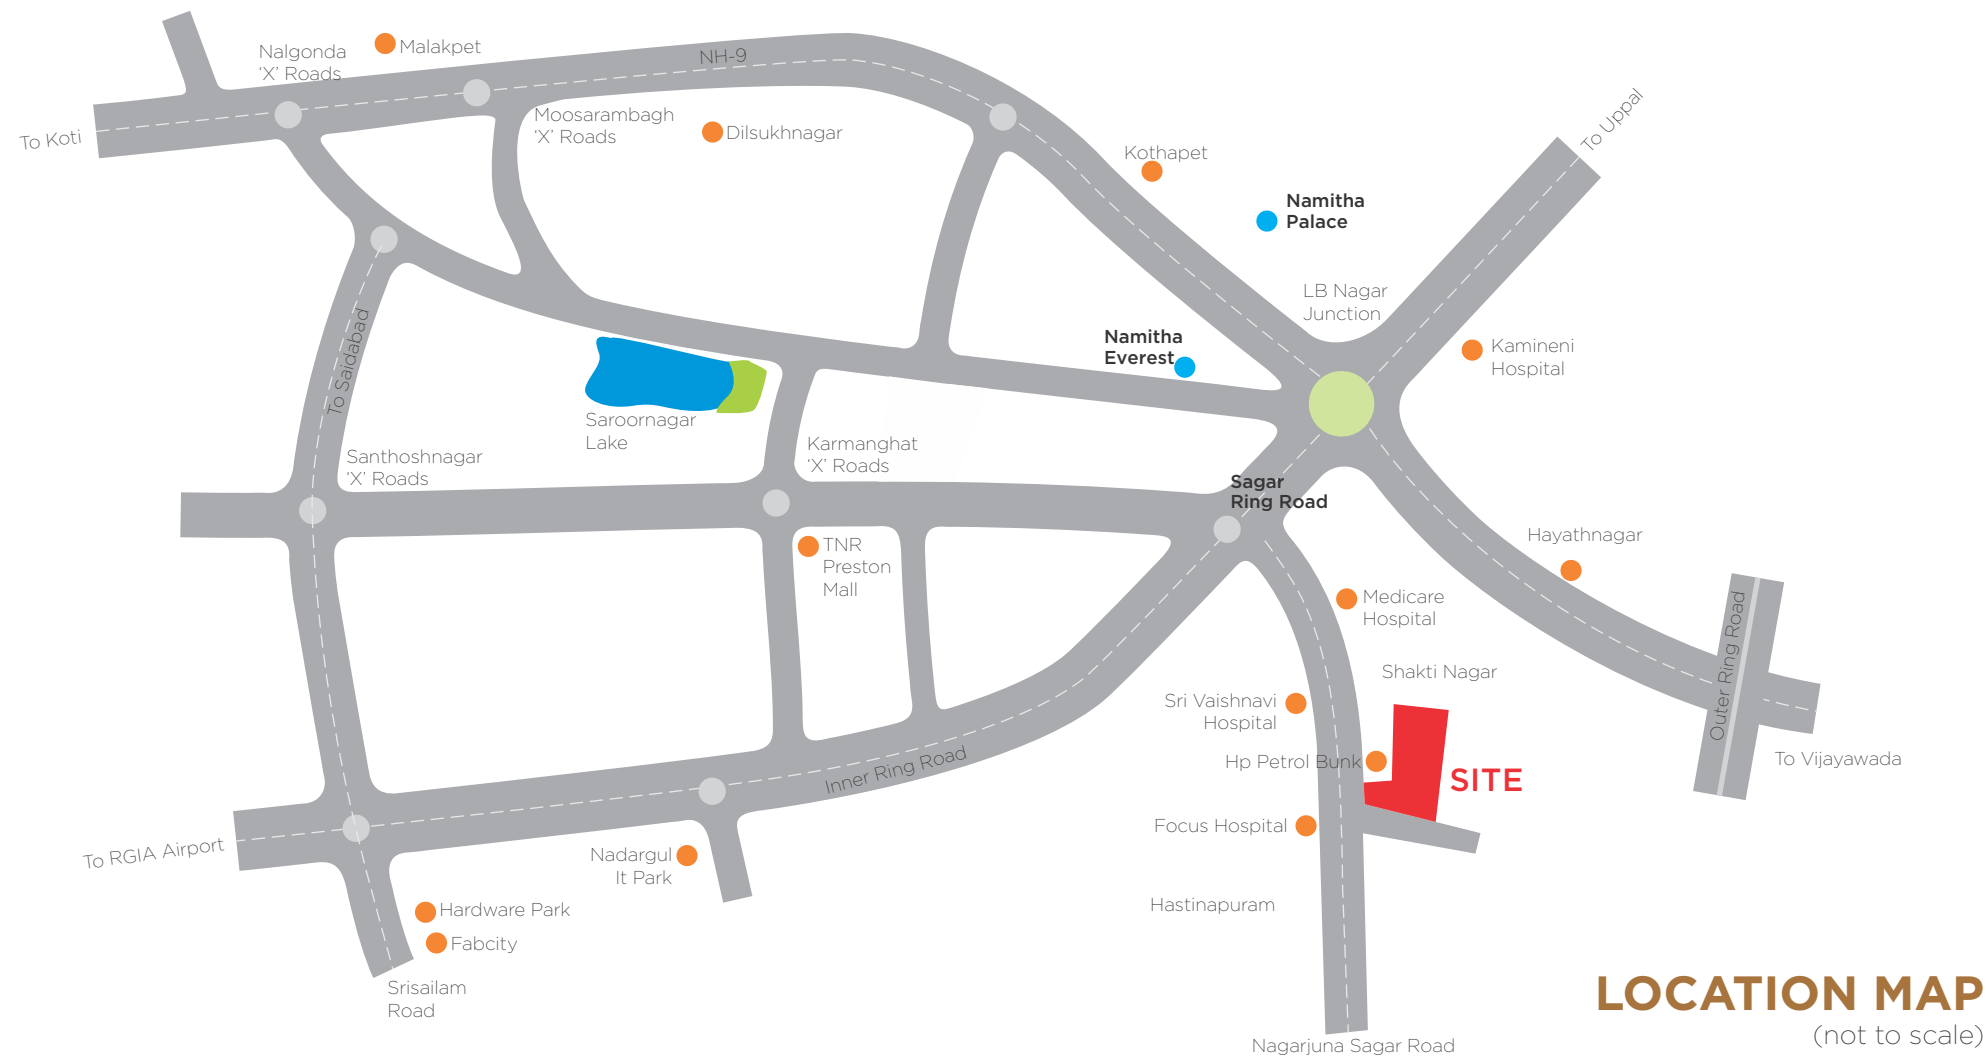 Nalgonda
‘X’ Roads
Malakpet
NH-9
To Koti
Moosarambagh
‘X’ Roads
Dilsukhnagar
Kothapet
To Uppal
Namitha
Palace
LB Nagar
Junction
Namitha
Everest
Kamineni
Hospital
To Saidabad
Saroornagar
Lake
Santhoshnagar
‘X’ Roads
Karmanghat
‘X’ Roads
Sagar
Ring Road
TNR
Preston
Mall
Hayathnagar
Medicare
Hospital
Outer Ring Road
Shakti Nagar
Sri Vaishnavi
Hospital
Hp Petrol Bunk
SITE
To Vijayawada
Inner Ring Road
Focus Hospital
To RGIA Airport
Nadargul
It Park
Hardware Park
Fabcity
Hastinapuram
Srisailam
Road
Nagarjuna Sagar Road
LOCATION MAP
(not to scale)